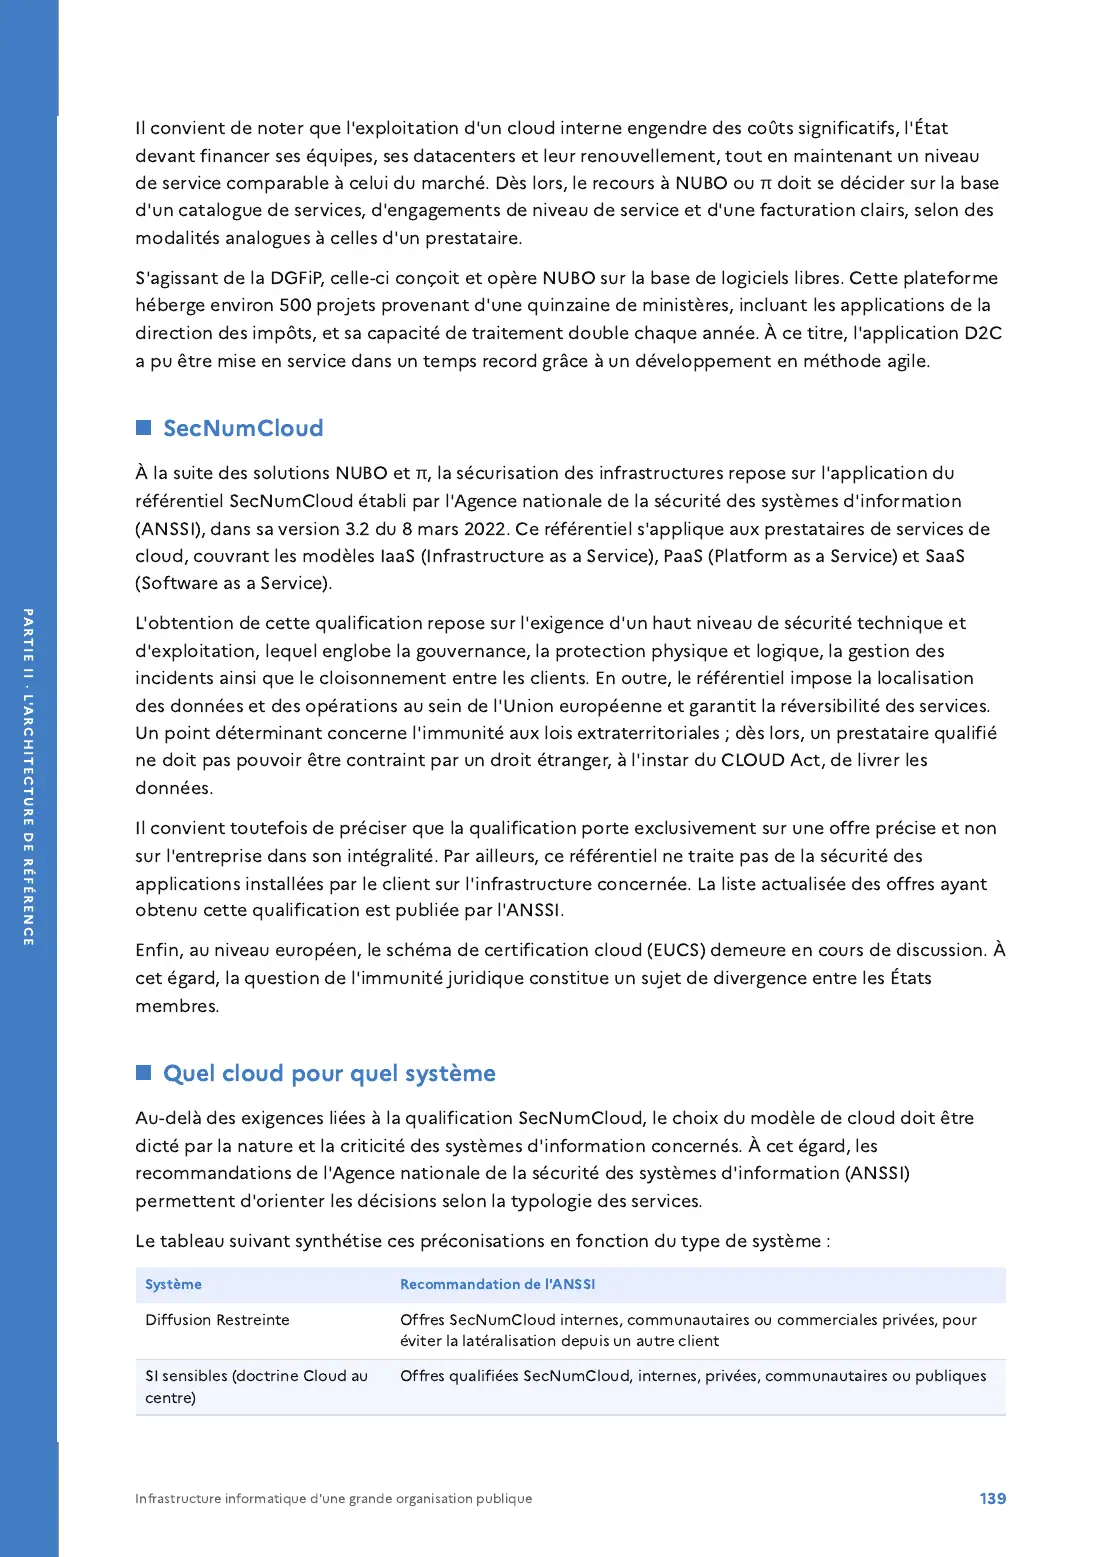 Il convient de noter que l'exploitation d'un cloud interne engendre des coûts significatifs, l'État
devant financer ses équipes, ses datacenters et leur renouvellement, tout en maintenant un niveau
de service comparable à celui du marché. Dès lors, le recours à NUBO ou π doit se décider sur la base
d'un catalogue de services, d'engagements de niveau de service et d'une facturation clairs, selon des
modalités analogues à celles d'un prestataire.
S'agissant de la DGFiP, celle-ci conçoit et opère NUBO sur la base de logiciels libres. Cette plateforme
héberge environ 500 projets provenant d'une quinzaine de ministères, incluant les applications de la
direction des impôts, et sa capacité de traitement double chaque année. À ce titre, l'application D2C
a pu être mise en service dans un temps record grâce à un développement en méthode agile.
SecNumCloud
À la suite des solutions NUBO et π, la sécurisation des infrastructures repose sur l'application du
référentiel SecNumCloud établi par l'Agence nationale de la sécurité des systèmes d'information
(ANSSI), dans sa version 3.2 du 8 mars 2022. Ce référentiel s'applique aux prestataires de services de
cloud, couvrant les modèles IaaS (Infrastructure as a Service), PaaS (Platform as a Service) et SaaS
(Software as a Service).
L'obtention de cette qualification repose sur l'exigence d'un haut niveau de sécurité technique et
d'exploitation, lequel englobe la gouvernance, la protection physique et logique, la gestion des
incidents ainsi que le cloisonnement entre les clients. En outre, le référentiel impose la localisation
des données et des opérations au sein de l'Union européenne et garantit la réversibilité des services.
Un point déterminant concerne l'immunité aux lois extraterritoriales ; dès lors, un prestataire qualifié
ne doit pas pouvoir être contraint par un droit étranger, à l'instar du CLOUD Act, de livrer les
données.
Il convient toutefois de préciser que la qualification porte exclusivement sur une offre précise et non
sur l'entreprise dans son intégralité. Par ailleurs, ce référentiel ne traite pas de la sécurité des
applications installées par le client sur l'infrastructure concernée. La liste actualisée des offres ayant
obtenu cette qualification est publiée par l'ANSSI.
Enfin, au niveau européen, le schéma de certification cloud (EUCS) demeure en cours de discussion. À
cet égard, la question de l'immunité juridique constitue un sujet de divergence entre les États
membres.
Quel cloud pour quel système
Au-delà des exigences liées à la qualification SecNumCloud, le choix du modèle de cloud doit être
dicté par la nature et la criticité des systèmes d'information concernés. À cet égard, les
recommandations de l'Agence nationale de la sécurité des systèmes d'information (ANSSI)
permettent d'orienter les décisions selon la typologie des services.
Le tableau suivant synthétise ces préconisations en fonction du type de système :
Système Recommandation de l'ANSSI
Diffusion Restreinte Offres SecNumCloud internes, communautaires ou commerciales privées, pour
éviter la latéralisation depuis un autre client
SI sensibles (doctrine Cloud au Offres qualifiées SecNumCloud, internes, privées, communautaires ou publiques
centre)
Infrastructure informatique d'une grande organisation publique 139
PARTIE II · L'ARCHITECTURE DE RÉFÉRENCE